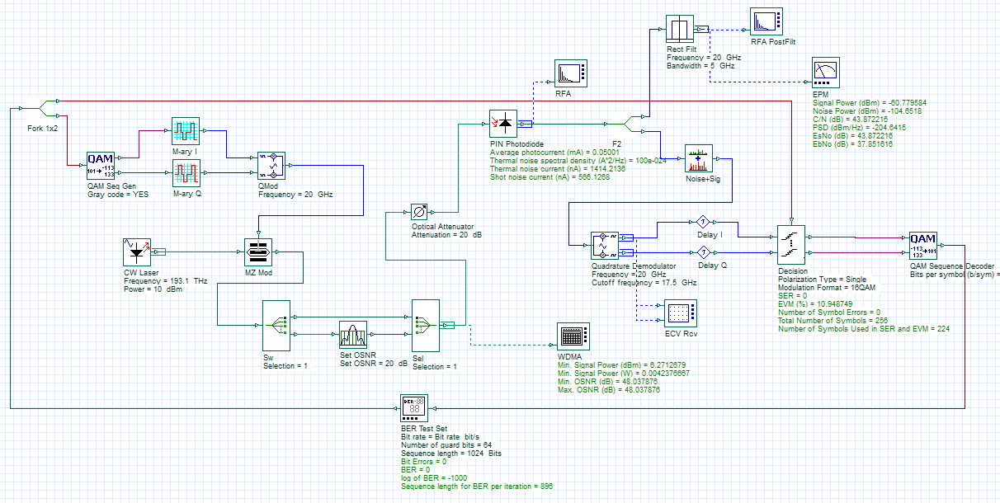 RFA PostFilt
Rect Filt
Frequency = 20 GHz
Bandwidth = 5 GHz
RFA
EPM
Signal Power (dBm) = -60.779584
Noise Power (dBm) = -104.6518
C/N (dB) = 43.872216
PSD (dBm/Hz) = -204.6415
EsNo (dB) = 43.872216
EbNo (dB) = 37.851616
Fork 1x2
M-ary I
QAM
101 -113
133
QAM Seq Gen
Gray code = YES
M-ary Q
QMod
Frequency = 20 GHz
PIN Photodiode
Average photocurrent (mA) = 0.05001
Thermal noise spectral density (A^2/Hz) = 100e-024
Thermal noise current (nA) = 1414.2136
Shot noise current (nA) = 566.1268
F2
Noise+Sig
Optical Attenuator
Attenuation = 20 dB
CW Laser
Frequency = 193.1 THz
Power = 10 dBm
MZ Mod
Delay I
Delay Q
Quadrature Demodulator
Frequency = 20 GHz
Cutoff frequency = 17.5 GHz
Decision
Polarization Type = Single
Modulation Format = 16QAM
SER = 0
EVM (%) = 10.948749
Number of Symbol Errors = 0
Total Number of Symbols = 256
Number of Symbols Used in SER and EVM = 224
QAM
-113 101
133
QAM Sequence Decoder
Bits per symbol (b/sym) =
ECV Rcv
Sw
Selection = 1
Set OSNR
Set OSNR = 20 dB
Sel
Selection = 1
WDMA
Min. Signal Power (dBm) = 6.2712679
Min. Signal Power (W) = 0.0042376667
Min. OSNR (dB) = 48.037876
Max. OSNR (dB) = 48.037876
BER-88
88
BER Test Set
Bit rate = Bit rate bit/s
Number of guard bits = 64
Sequence length = 1024 Bits
Bit Errors = 0
BER = 0
log of BER = -1000
Sequence length for BER per iteration = 896